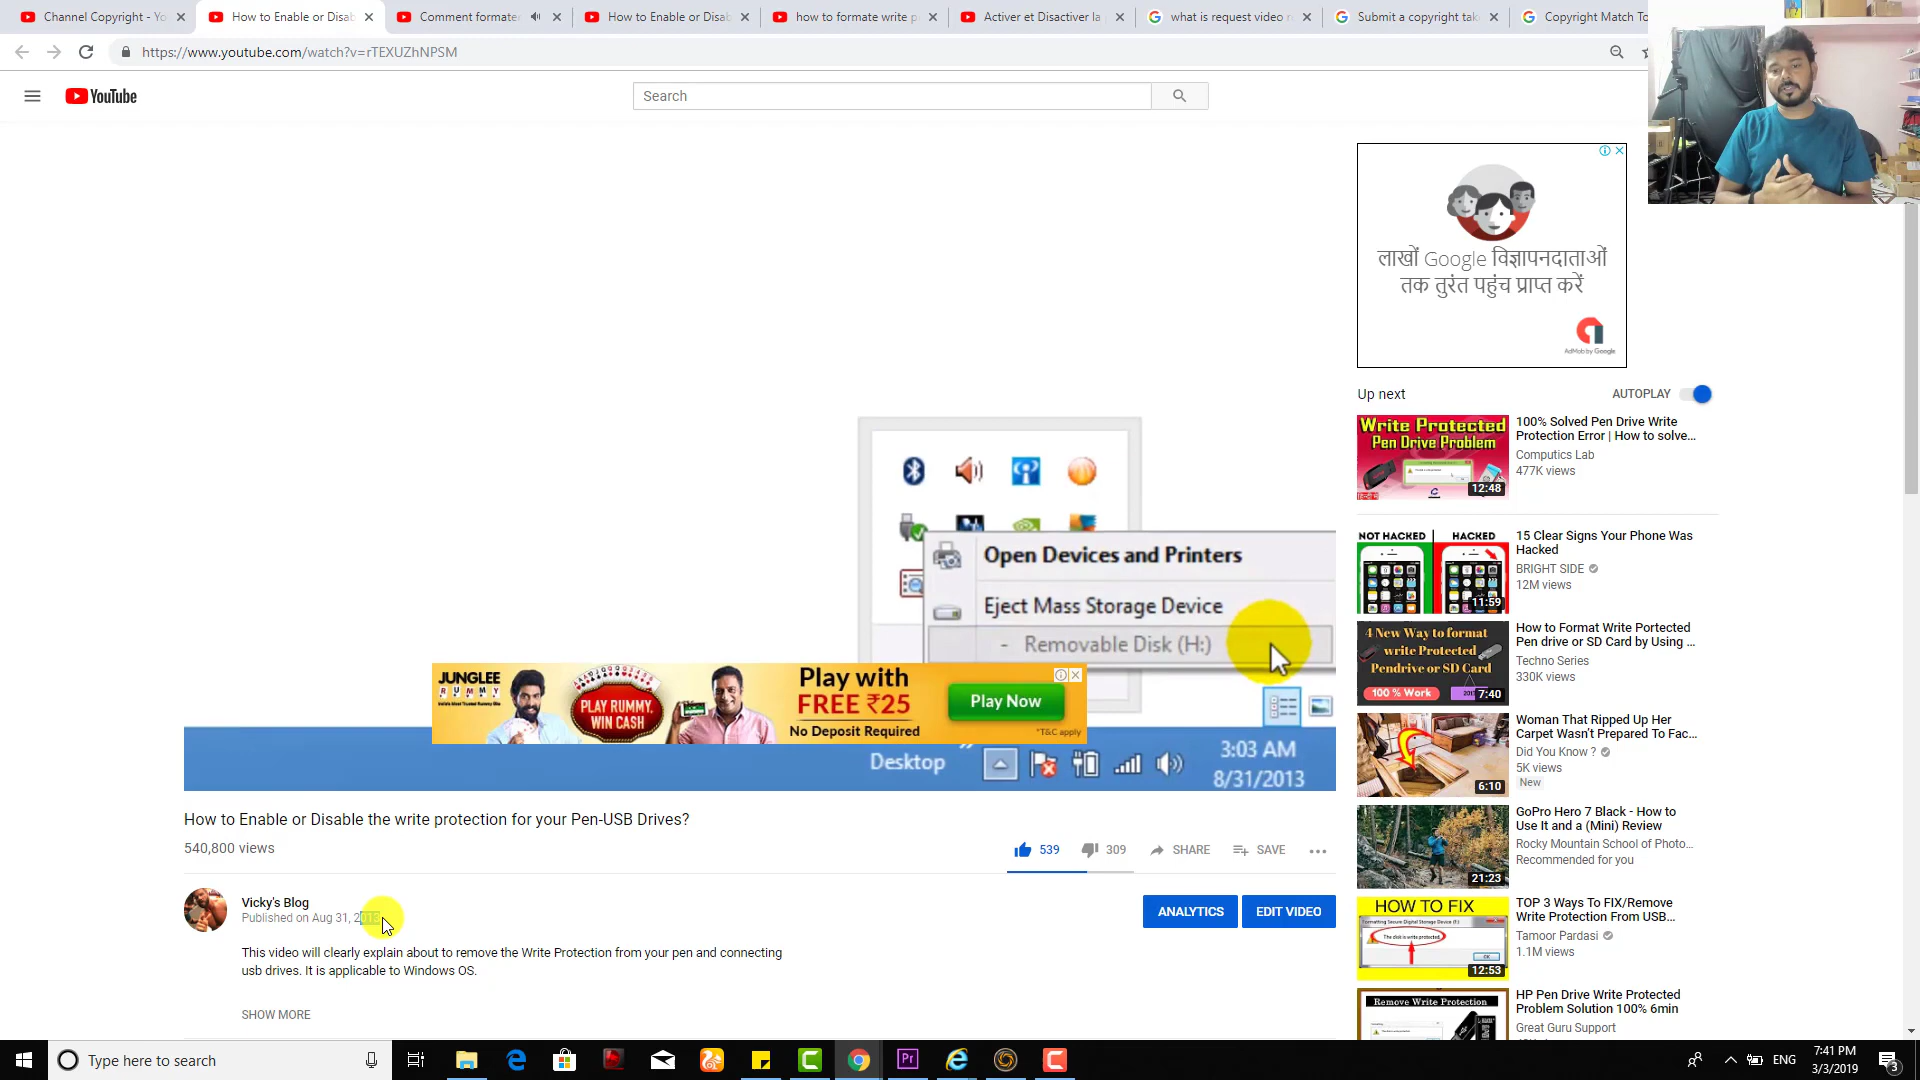 Channel Copyright - Yo
How to Enable or Disab
Comment formate
How to Enable or Disab
how to formate write p
Activer et Disactiver la
what is request video r
Submit a copyright tak
Copyright Match To
https://www.youtube.com/watch?v=rTEXUZhNPSM
YouTube
Search
लाखों Google विज्ञापनदाताओं
तक तुरंत पहुंच प्राप्त करें
AdMob by Google
Up next
AUTOPLAY
Write Protected
Pen Drive Problem
12:48
100% Solved Pen Drive Write
Protection Error | How to solve...
Computics Lab
477K views
NOT HACKED
HACKED
11:59
15 Clear Signs Your Phone Was
Hacked
BRIGHT SIDE
12M views
4 New Way to format
write Protected
Pendrive or SD Card
100 % Work
7:40
How to Format Write Portected
Pen drive or SD Card by Using ...
Techno Series
330K views
6:10
Woman That Ripped Up Her
Carpet Wasn't Prepared To Fac...
Did You Know ?
5K views
New
21:23
GoPro Hero 7 Black - How to
Use It and a (Mini) Review
Rocky Mountain School of Photo...
Recommended for you
HOW TO FIX
The disk is write protected.
OK
12:53
TOP 3 Ways To FIX/Remove
Write Protection From USB...
Tamoor Pardasi
1.1M views
Remove Write Protection
HP Pen Drive Write Protected
Problem Solution 100% 6min
Great Guru Support
Open Devices and Printers
Eject Mass Storage Device
- Removable Disk (H:)
JUNGLEE
RUMMY
PLAY RUMMY,
WIN CASH
Play with
FREE ₹25
No Deposit Required
Play Now
*T&C apply
Desktop
3:03 AM
8/31/2013
How to Enable or Disable the write protection for your Pen-USB Drives?
540,800 views
539
309
SHARE
SAVE
Vicky's Blog
Published on Aug 31, 2013
ANALYTICS
EDIT VIDEO
This video will clearly explain about to remove the Write Protection from your pen and connecting
usb drives. It is applicable to Windows OS.
SHOW MORE
Type here to search
Pr
ENG
7:41 PM
3/3/2019
3